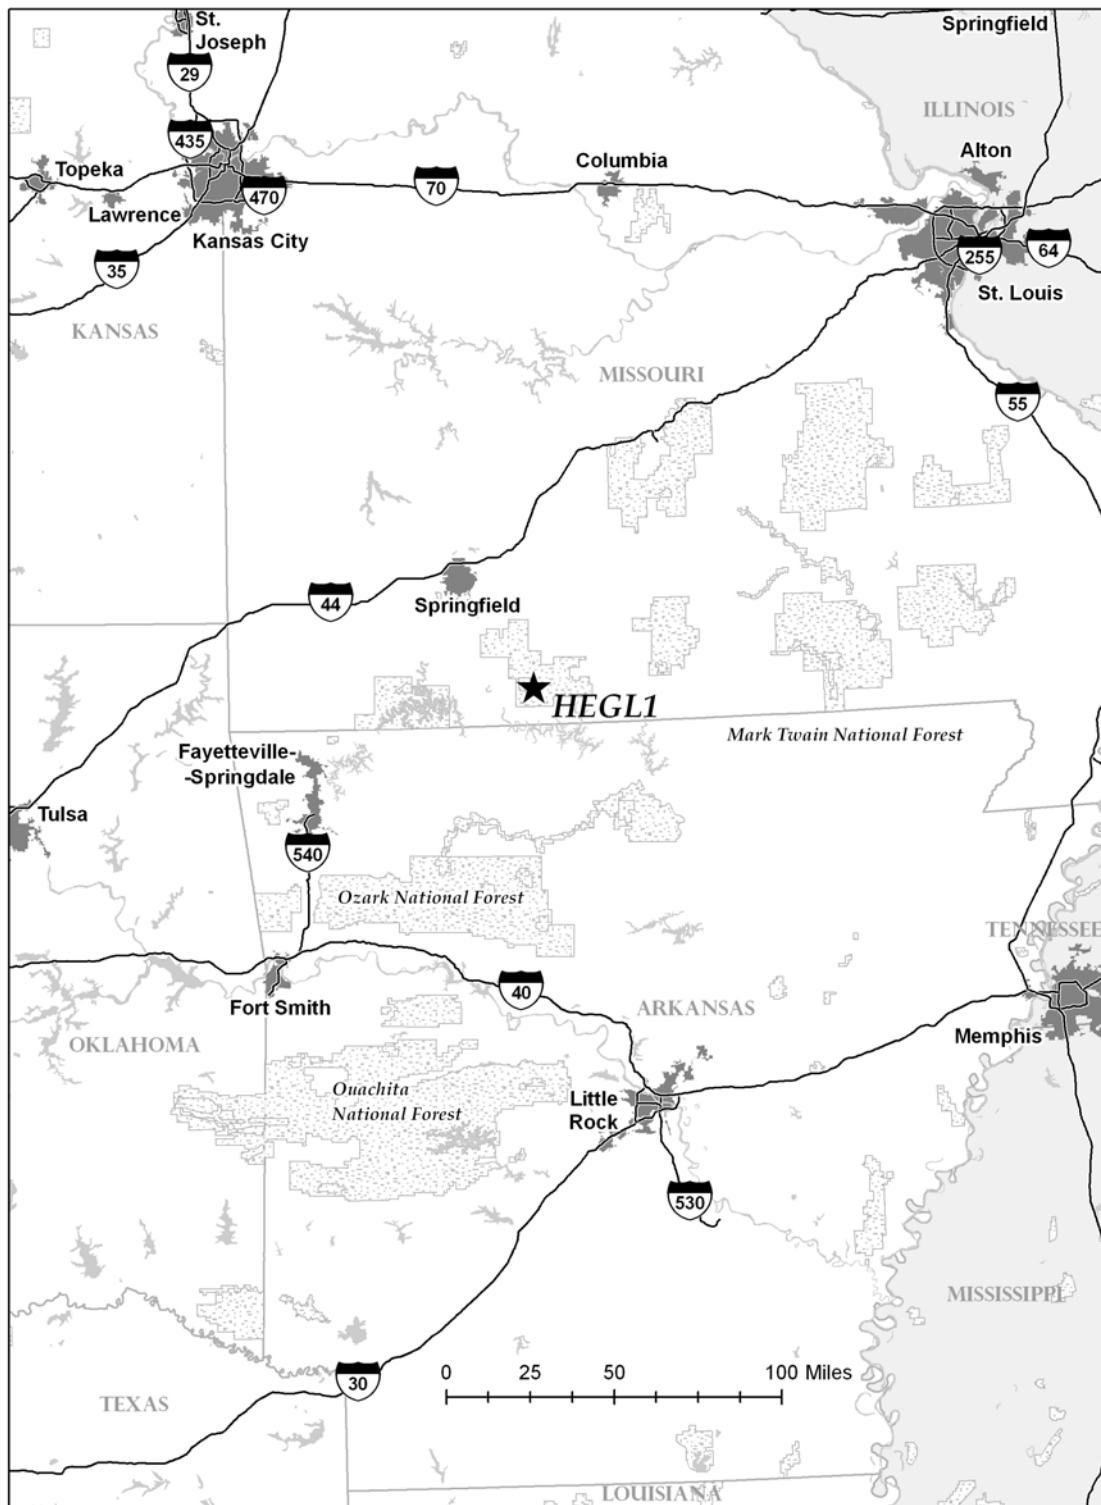 St.
Joseph
Springfield
29
ILLINOIS
435
Alton
Topeka
Columbia
70
470
Lawrence
Kansas City
35
255
64
St. Louis
KANSAS
MISSOURI
55
44
Springfield
HEGL1
Mark Twain National Forest
Fayetteville-
-Springdale
Tulsa
540
Ozark National Forest
TENNESSEE
40
Fort Smith
ARKANSAS
Memphis
OKLAHOMA
Ouachita
National Forest
Little
Rock
530
MISSISSIPPI
0 25 50 100 Miles
30
TEXAS
LOUISIANA